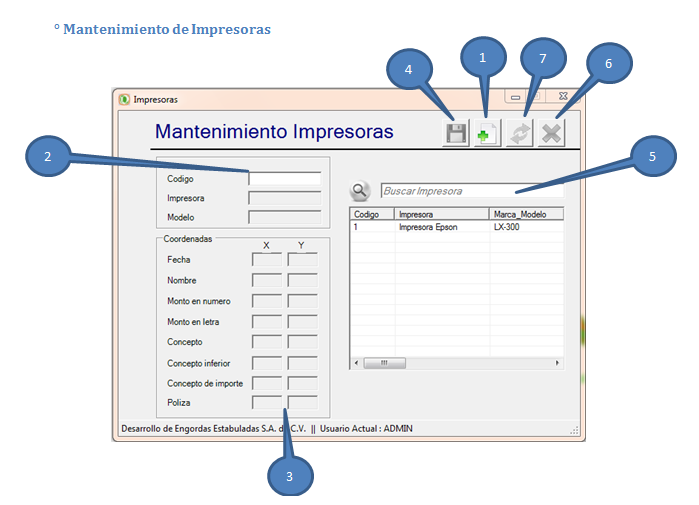 ° Mantenimiento de Impresoras
4
1
7
6
Impresoras
Mantenimiento Impresoras
2
5
Codigo
Impresora
Modelo
Buscar Impresora
Codigo Impresora Marca_Modelo
1 Impresora Epson LX-300
Coordenadas
X Y
Fecha
Nombre
Monto en numero
Monto en letra
Concepto
Concepto inferior
Concepto de importe
Poliza
Desarrollo de Engordas Estabuladas S.A. d C.V. || Usuario Actual : ADMIN
3